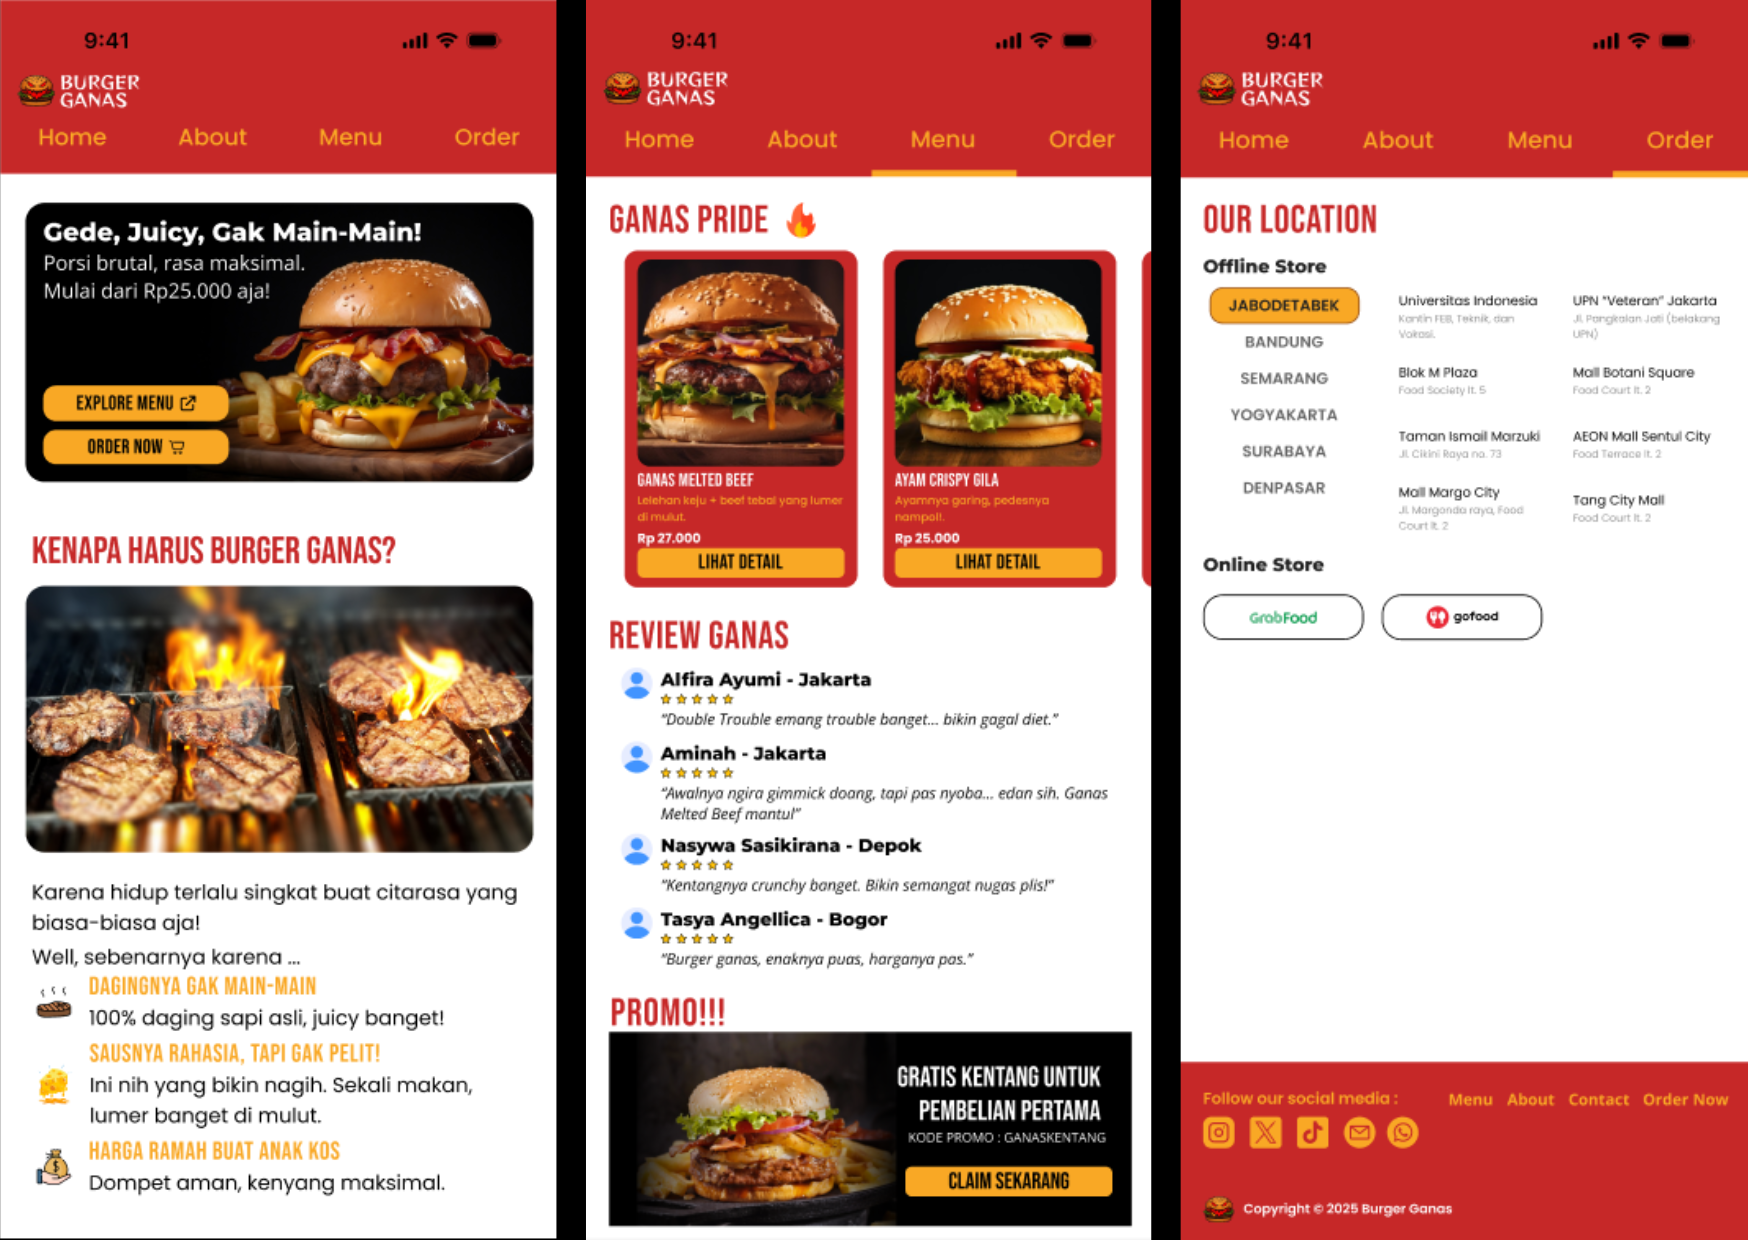 9:41
BURGER
GANAS
Home About Menu Order
Gede, Juicy, Gak Main-Main!
Porsi brutal, rasa maksimal.
Mulai dari Rp25.000 aja!
EXPLORE MENU
ORDER NOW
KENAPA HARUS BURGER GANAS?
Karena hidup terlalu singkat buat citarasa yang
biasa-biasa aja!
Well, sebenarnya karena ...
DAGINGNYA GAK MAIN-MAIN
100% daging sapi asli, juicy banget!
SAUSNYA RAHASIA, TAPI GAK PELIT!
Ini nih yang bikin nagih. Sekali makan,
lumer banget di mulut.
HARGA RAMAH BUAT ANAK KOS
Dompet aman, kenyang maksimal.
9:41
BURGER
GANAS
Home About Menu Order
GANAS PRIDE
GANAS MELTED BEEF
Lelehan keju + beef tebal yang lumer
di mulut.
Rp 27.000
LIHAT DETAIL
AYAM CRISPY GILA
Ayamnya garing, pedesnya
nampol!.
Rp 25.000
LIHAT DETAIL
REVIEW GANAS
Alfira Ayumi - Jakarta
“Double Trouble emang trouble banget... bikin gagal diet.”
Aminah - Jakarta
“Awalnya ngira gimmick doang, tapi pas nyoba... edan sih. Ganas
Melted Beef mantul”
Nasywa Sasikirana - Depok
“Kentangnya crunchy banget. Bikin semangat nugas plis!”
Tasya Angellica - Bogor
“Burger ganas, enaknya puas, harganya pas.”
PROMO!!!
GRATIS KENTANG UNTUK
PEMBELIAN PERTAMA
KODE PROMO : GANASKENTANG
CLAIM SEKARANG
9:41
BURGER
GANAS
Home About Menu Order
OUR LOCATION
Offline Store
JABODETABEK
BANDUNG
SEMARANG
YOGYAKARTA
SURABAYA
DENPASAR
Universitas Indonesia
Kantin FEB, Teknik, dan
Vokasi.
UPN “Veteran” Jakarta
Jl. Pangkalan Jati (belakang
UPN)
Blok M Plaza
Food Society lt. 5
Mall Botani Square
Food Court lt. 2
Taman Ismail Marzuki
Jl. Cikini Raya no. 73
AEON Mall Sentul City
Food Terrace lt. 2
Mall Margo City
Jl. Margonda raya, Food
Court lt. 2
Tang City Mall
Food Court lt. 2
Online Store
GrabFood
gofood
Follow our social media :
Menu About Contact Order Now
Copyright © 2025 Burger Ganas